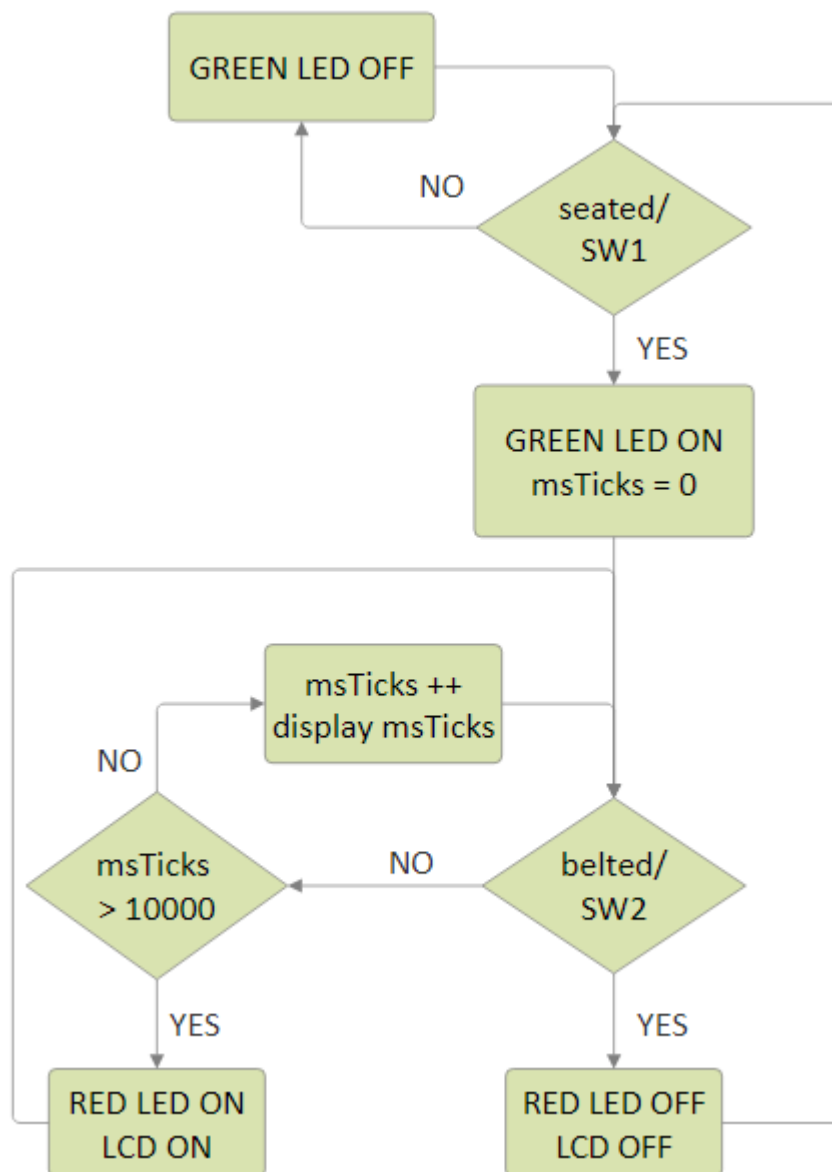 GREEN LED OFF
NO
seated/
SW1
YES
GREEN LED ON
msTicks = 0
msTicks ++
display msTicks
NO
msTicks
> 10000
NO
belted/
SW2
YES
YES
RED LED ON
LCD ON
RED LED OFF
LCD OFF